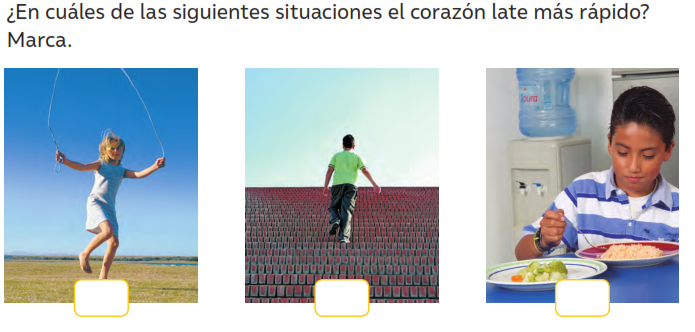 ¿En cuáles de las siguientes situaciones el corazón late más rápido?
Marca.